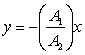 y = -(A₁/A₂)x